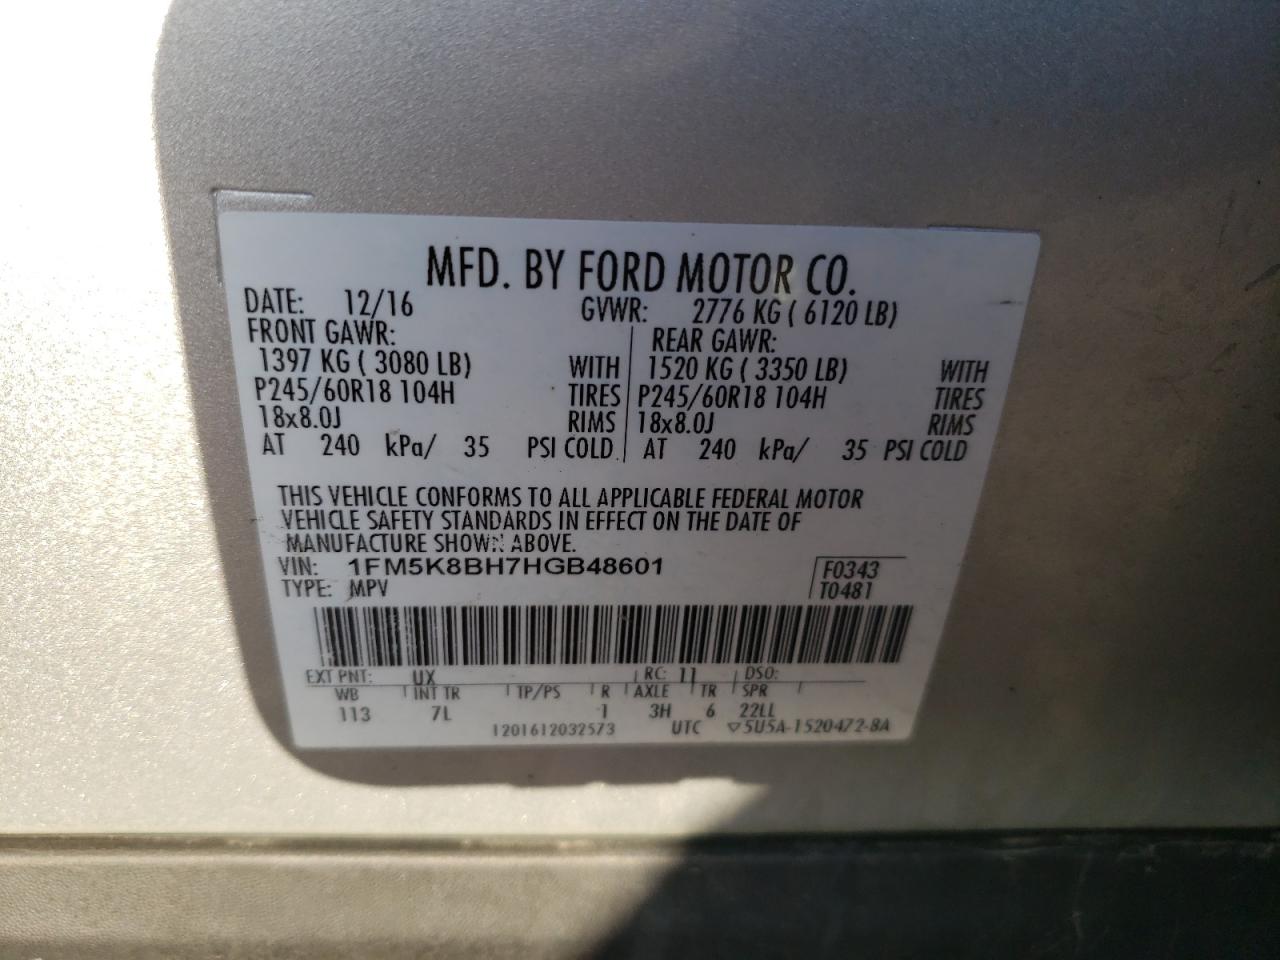 MFD. BY FORD MOTOR CO.
DATE: 12/16 GVWR: 2776 KG ( 6120 LB)
FRONT GAWR: REAR GAWR:
1397 KG ( 3080 LB) WITH 1520 KG ( 3350 LB) WITH
P245/60R18 104H TIRES P245/60R18 104H TIRES
18x8.0J RIMS 18x8.0J RIMS
AT 240 kPa/ 35 PSI COLD AT 240 kPa/ 35 PSI COLD
THIS VEHICLE CONFORMS TO ALL APPLICABLE FEDERAL MOTOR
VEHICLE SAFETY STANDARDS IN EFFECT ON THE DATE OF
MANUFACTURE SHOWN ABOVE.
VIN: 1FM5K8BH7HGB48601 F0343
TYPE: MPV T0481
EXT PNT: UX RC: 11 DSO:
WB INT TR TP/PS R AXLE TR SPR
113 7L 1 3H 6 22LL
1201612032573 UTC ▽5U5A-1520472-8A